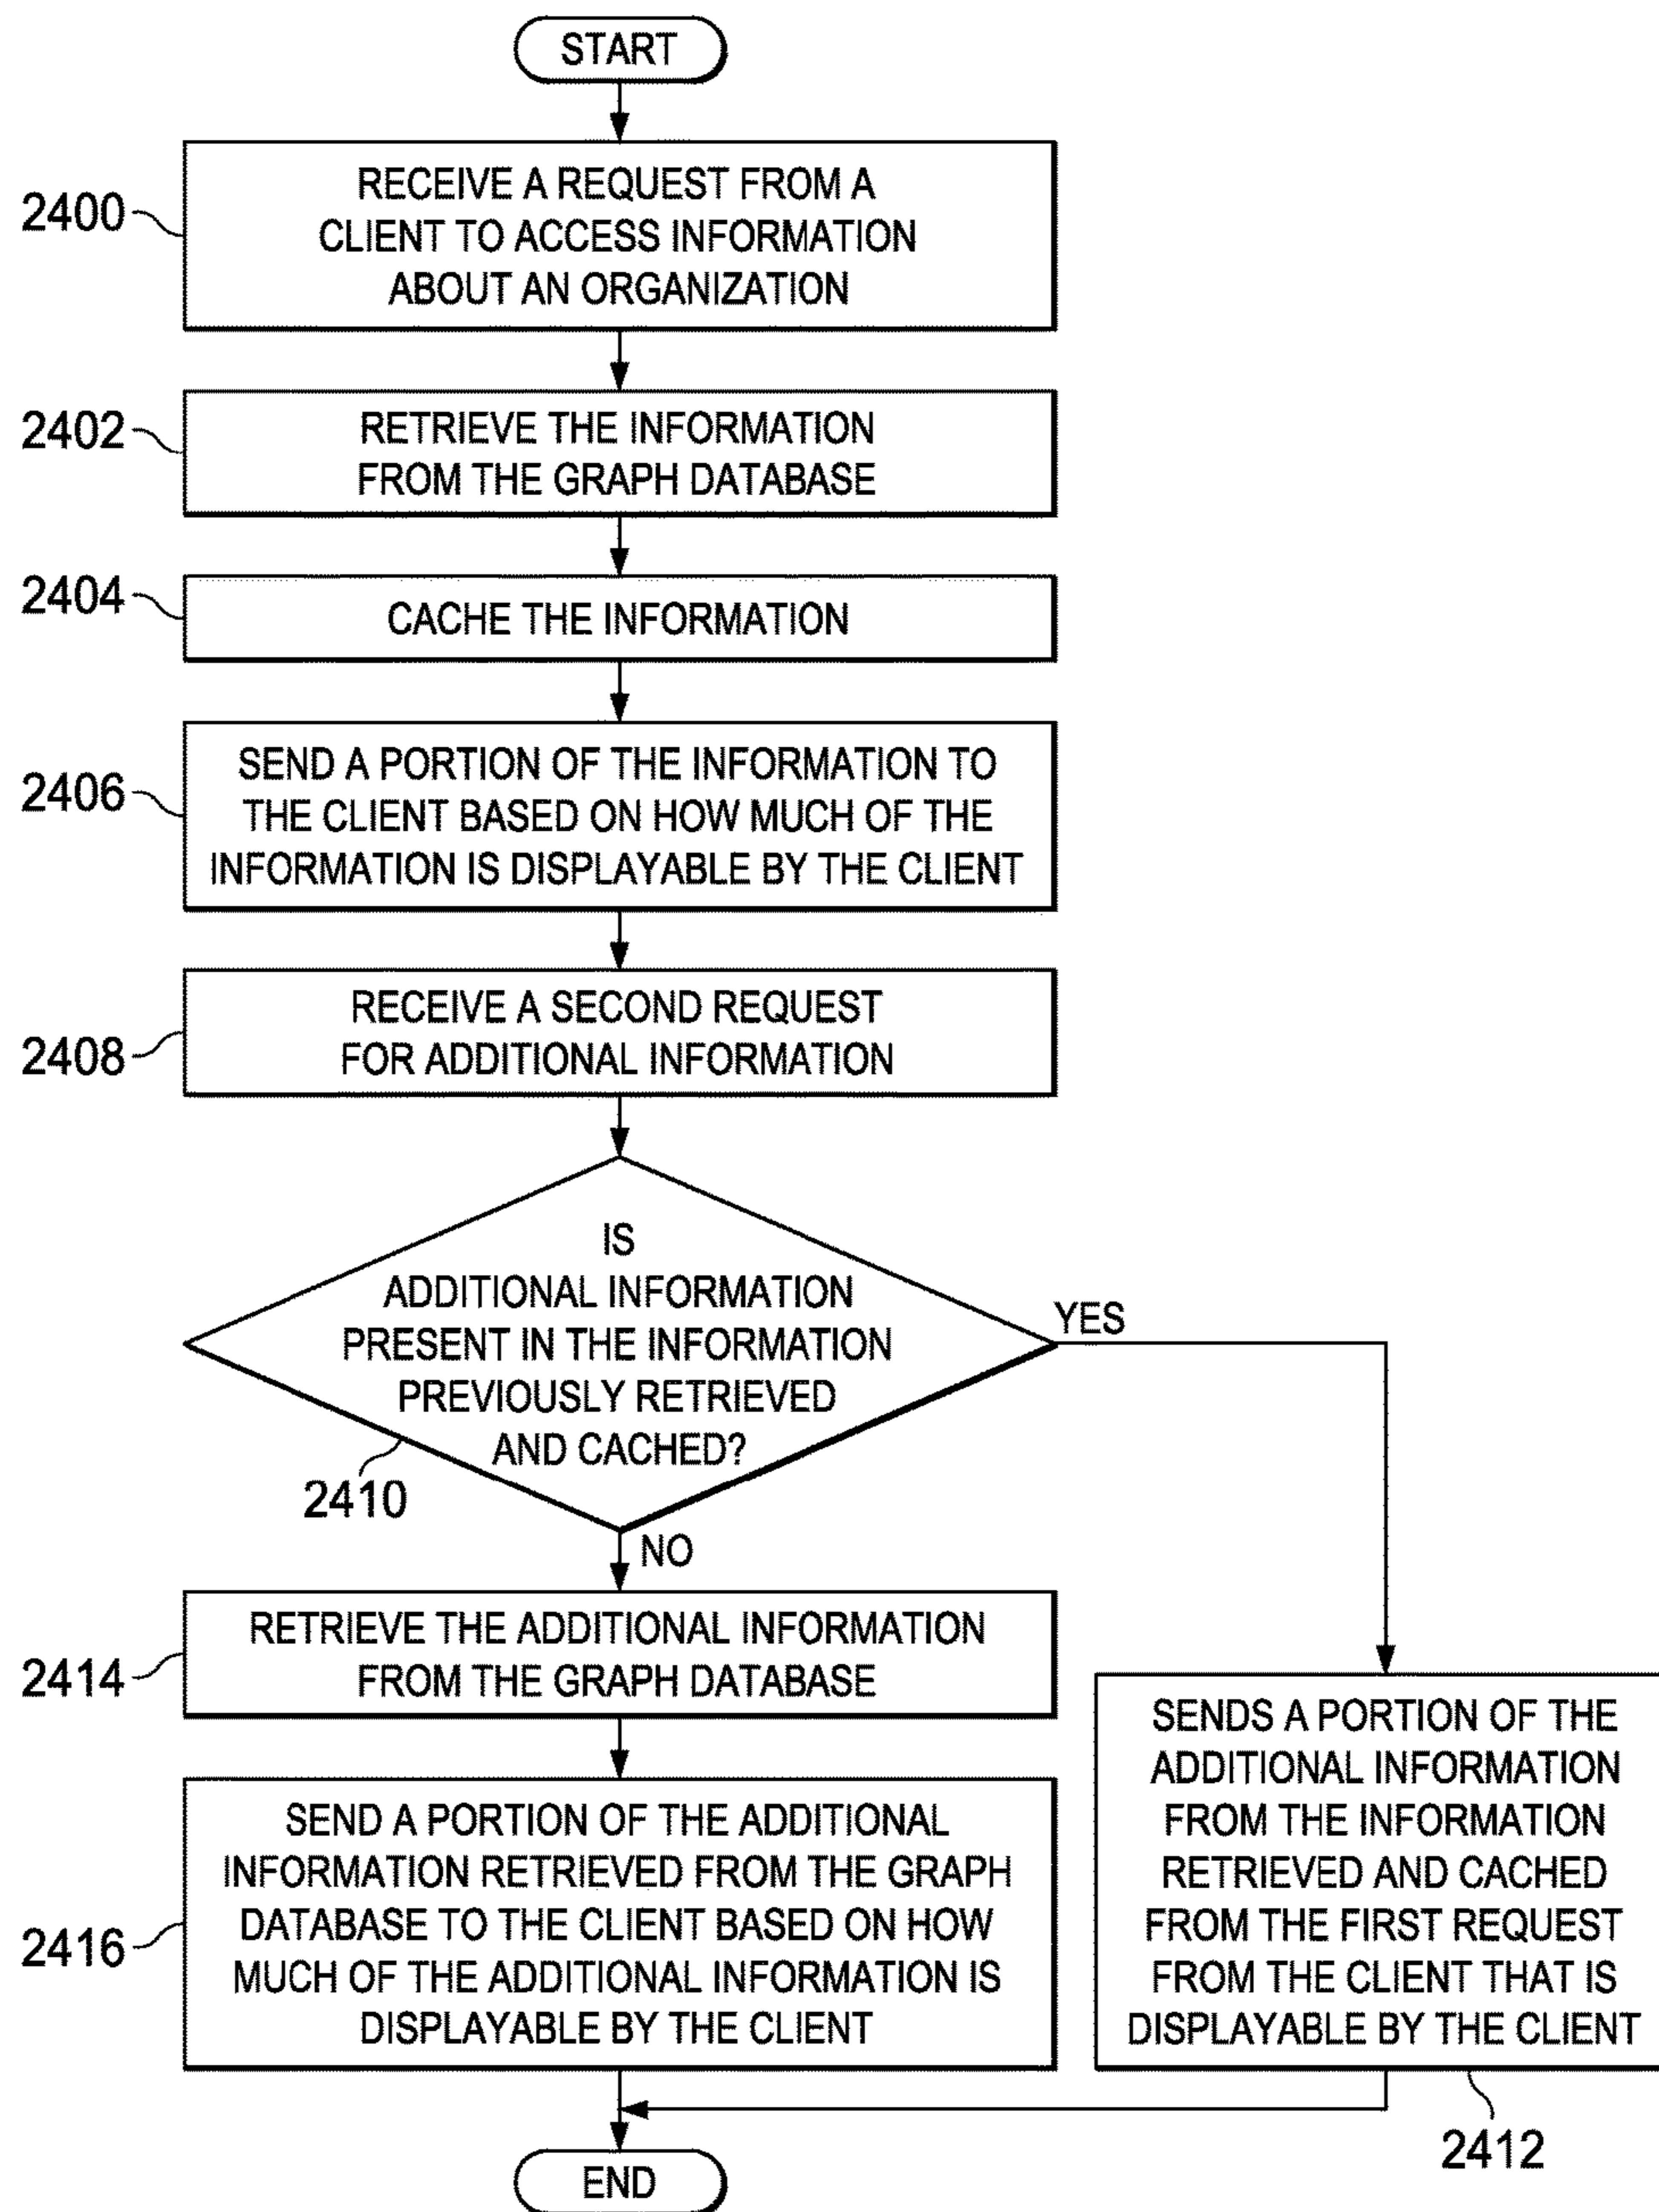 START
2400
RECEIVE A REQUEST FROM A
CLIENT TO ACCESS INFORMATION
ABOUT AN ORGANIZATION
2402
RETRIEVE THE INFORMATION
FROM THE GRAPH DATABASE
2404
CACHE THE INFORMATION
2406
SEND A PORTION OF THE INFORMATION TO
THE CLIENT BASED ON HOW MUCH OF THE
INFORMATION IS DISPLAYABLE BY THE CLIENT
2408
RECEIVE A SECOND REQUEST
FOR ADDITIONAL INFORMATION
IS
ADDITIONAL INFORMATION
PRESENT IN THE INFORMATION
PREVIOUSLY RETRIEVED
AND CACHED?
2410
YES
NO
2414
RETRIEVE THE ADDITIONAL INFORMATION
FROM THE GRAPH DATABASE
2416
SEND A PORTION OF THE ADDITIONAL
INFORMATION RETRIEVED FROM THE GRAPH
DATABASE TO THE CLIENT BASED ON HOW
MUCH OF THE ADDITIONAL INFORMATION IS
DISPLAYABLE BY THE CLIENT
SENDS A PORTION OF THE
ADDITIONAL INFORMATION
FROM THE INFORMATION
RETRIEVED AND CACHED
FROM THE FIRST REQUEST
FROM THE CLIENT THAT IS
DISPLAYABLE BY THE CLIENT
2412
END